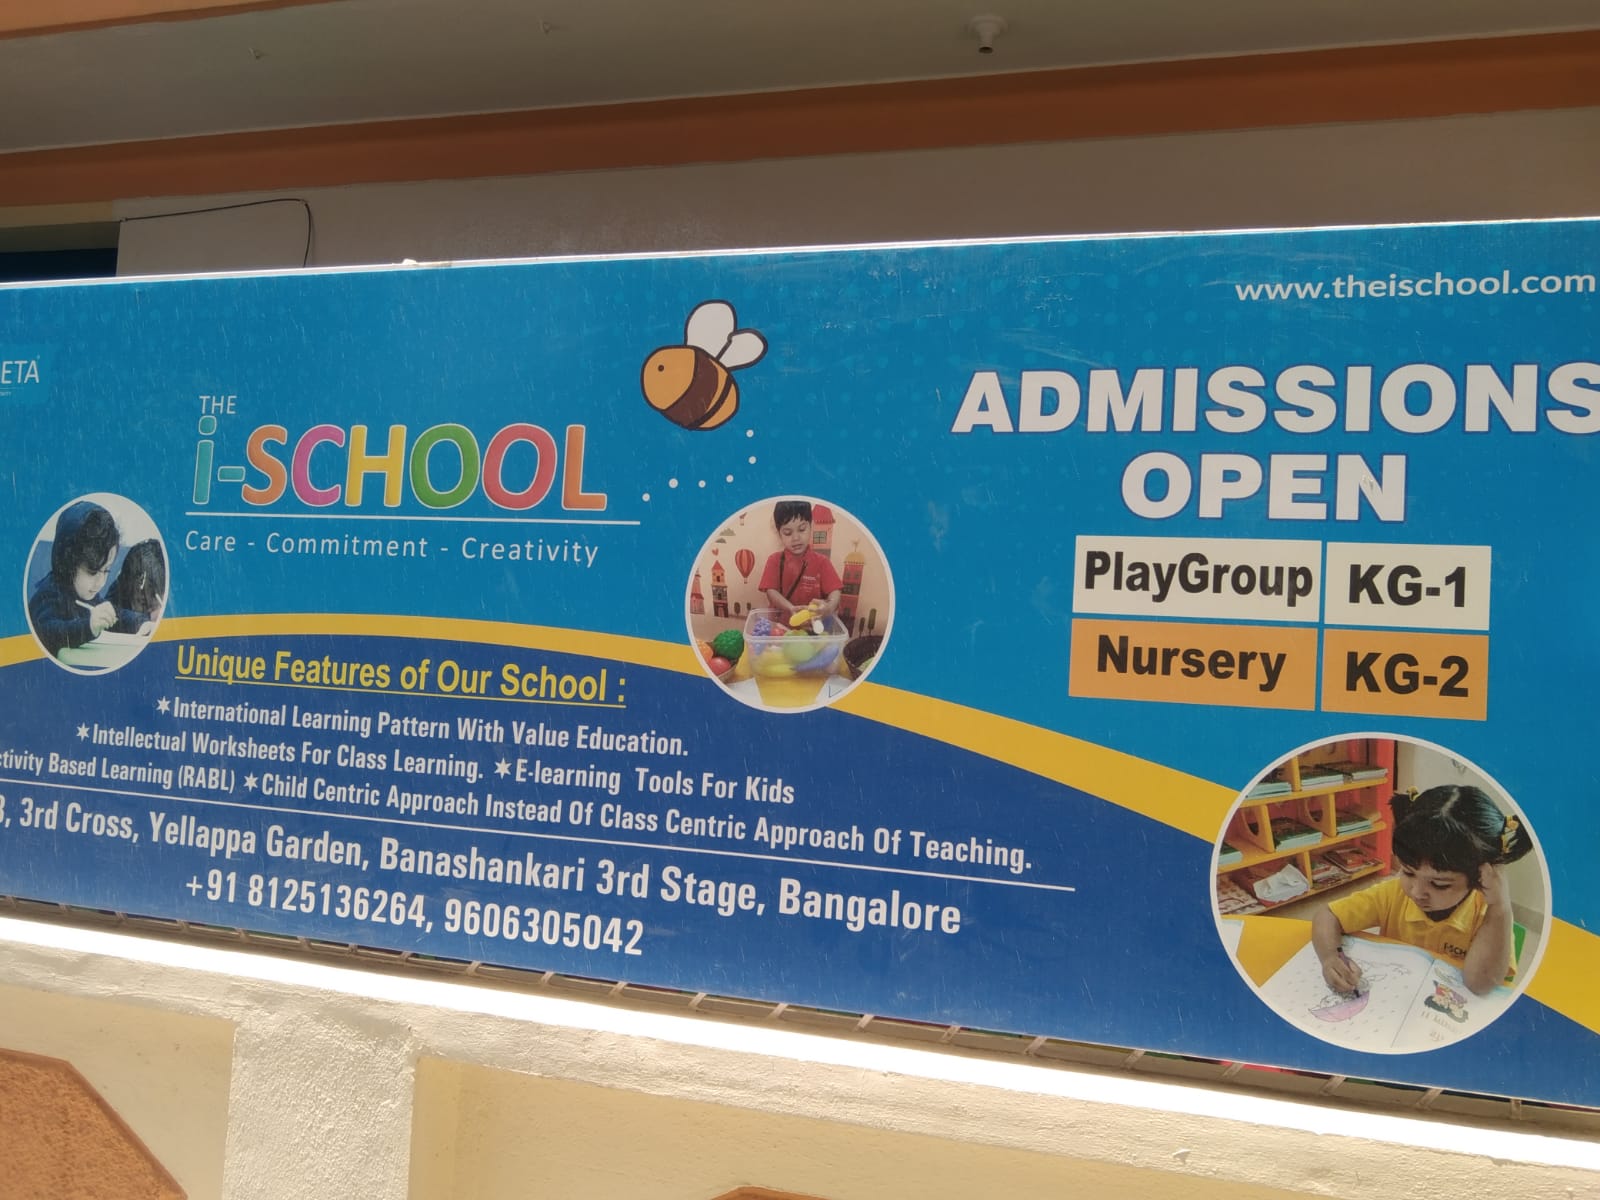 www.theischool.com
ETA
THE
i-SCHOOL
Care - Commitment - Creativity
ADMISSIONS
OPEN
PlayGroup KG-1
Nursery KG-2
Unique Features of Our School :
✶International Learning Pattern With Value Education.
✶Intellectual Worksheets For Class Learning. ✶E-learning Tools For Kids
ctivity Based Learning (RABL) ✶Child Centric Approach Instead Of Class Centric Approach Of Teaching.
3rd Cross, Yellappa Garden, Banashankari 3rd Stage, Bangalore
+91 8125136264, 9606305042
I-SCH